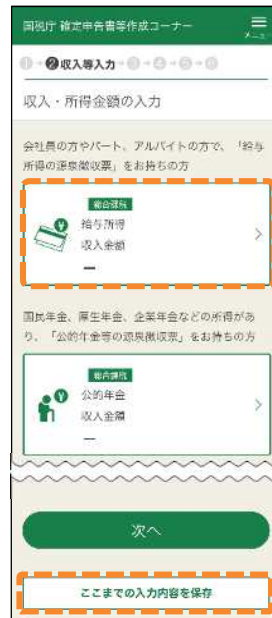 国税庁 確定申告書等作成コーナー
メニュー
1 2 収入等入力 3 4 5 6
収入・所得金額の入力
会社員の方やパート、アルバイトの方で、「給与
所得の源泉徴収票」をお持ちの方
総合課税
給与所得
収入金額
ー
国民年金、厚生年金、企業年金などの所得があ
り、「公的年金等の源泉徴収票」をお持ちの方
総合課税
公的年金
収入金額
ー
次へ
ここまでの入力内容を保存